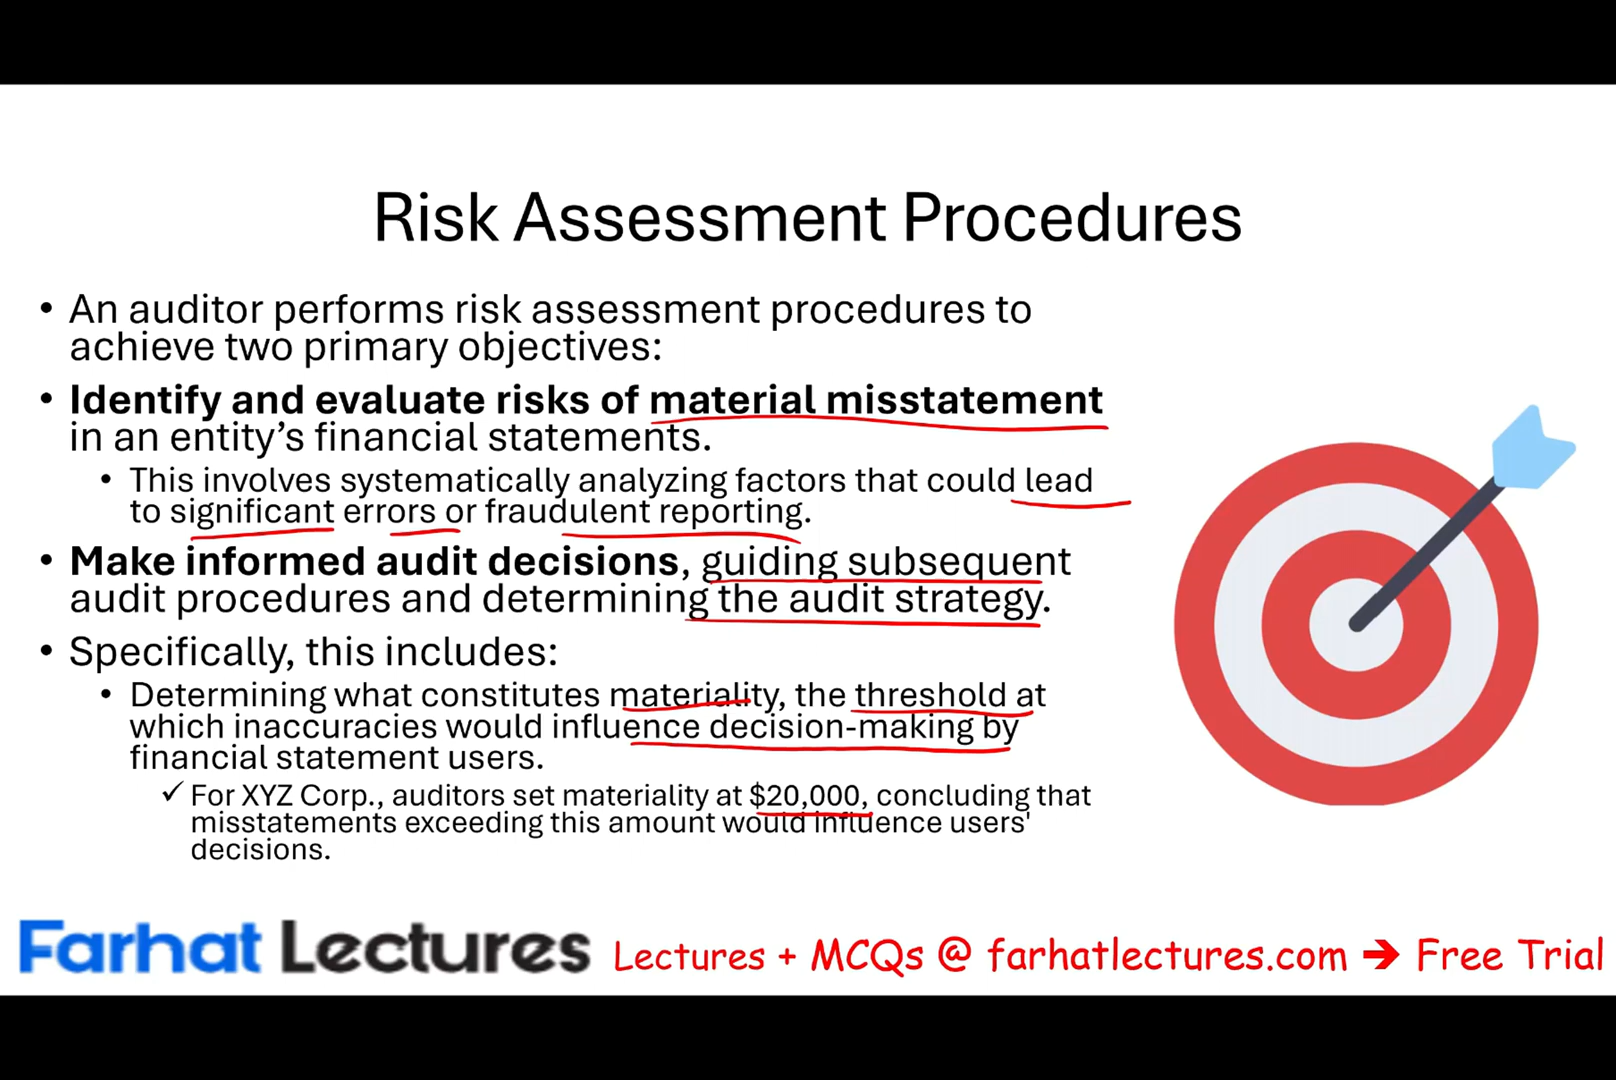 Risk Assessment Procedures
• An auditor performs risk assessment procedures to
achieve two primary objectives:
• Identify and evaluate risks of material misstatement
in an entity’s financial statements.
• This involves systematically analyzing factors that could lead
to significant errors or fraudulent reporting.
• Make informed audit decisions, guiding subsequent
audit procedures and determining the audit strategy.
• Specifically, this includes:
• Determining what constitutes materiality, the threshold at
which inaccuracies would influence decision-making by
financial statement users.
✓ For XYZ Corp., auditors set materiality at $20,000, concluding that
misstatements exceeding this amount would influence users'
decisions.
Farhat Lectures Lectures + MCQs @ farhatlectures.com ➔ Free Trial